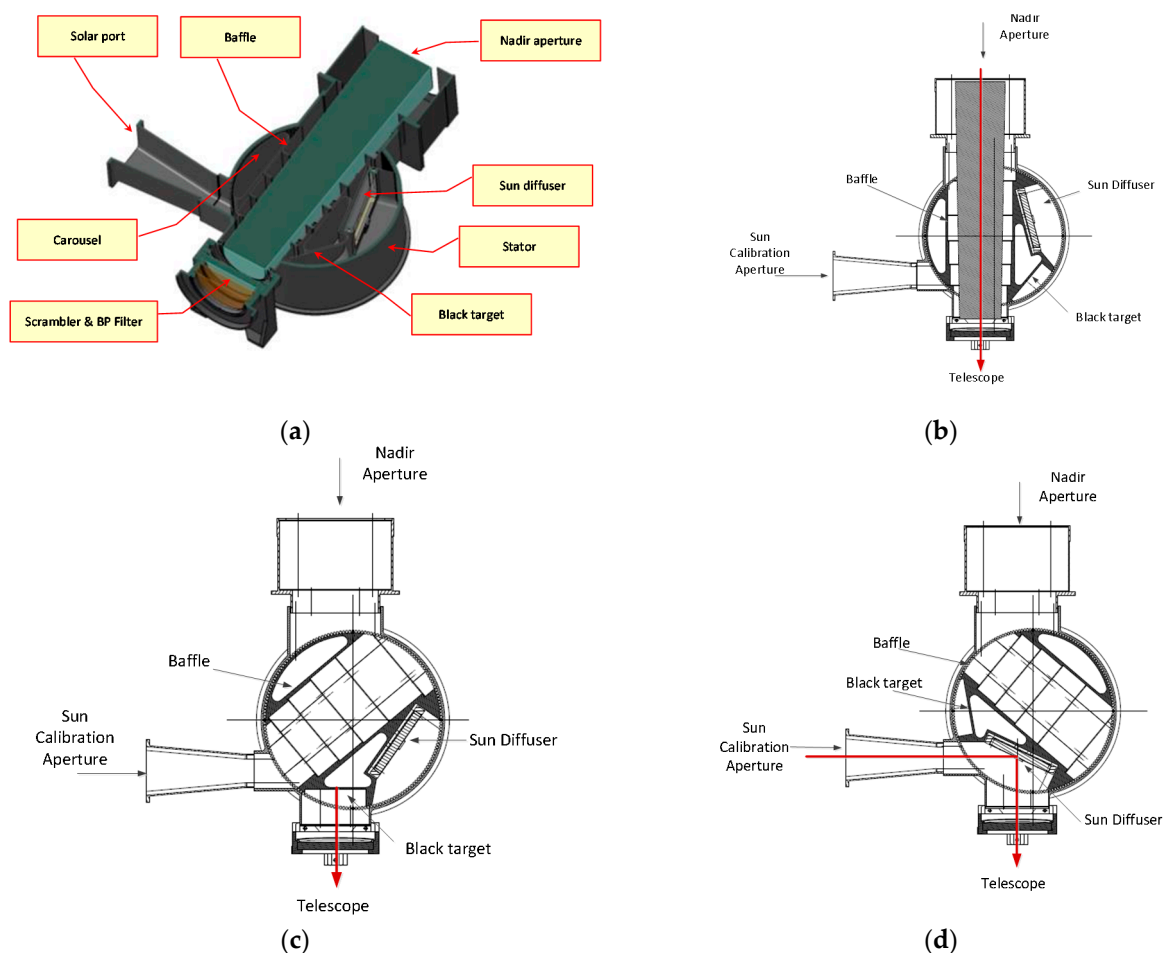 Solar port
Baffle
Nadir aperture
Sun diffuser
Carousel
Stator
Scrambler & BP Filter
Black target
(a)
Nadir
Aperture
Baffle
Sun Diffuser
Sun
Calibration
Aperture
Black target
Telescope
(b)
Nadir
Aperture
Baffle
Sun
Calibration
Aperture
Sun Diffuser
Black target
Telescope
(c)
Nadir
Aperture
Baffle
Black target
Sun
Calibration
Aperture
Sun Diffuser
Telescope
(d)